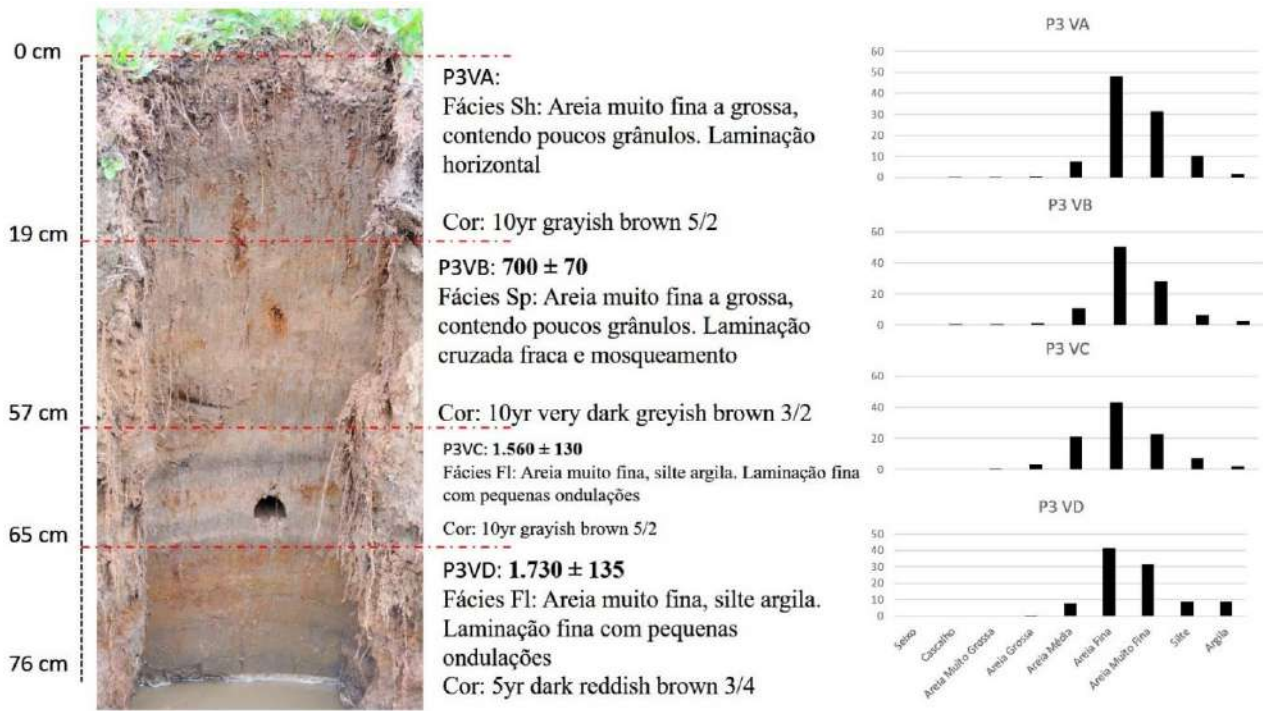 0 cm
19 cm
57 cm
65 cm
76 cm
P3VA:
Fácies Sh: Areia muito fina a grossa,
contendo poucos grânulos. Laminação
horizontal
Cor: 10yr grayish brown 5/2
P3VB: 700 ± 70
Fácies Sp: Areia muito fina a grossa,
contendo poucos grânulos. Laminação
cruzada fraca e mosqueamento
Cor: 10yr very dark greyish brown 3/2
P3VC: 1.560 ± 130
Fácies Fl: Areia muito fina, silte argila. Laminação fina
com pequenas ondulações
Cor: 10yr grayish brown 5/2
P3VD: 1.730 ± 135
Fácies Fl: Areia muito fina, silte argila.
Laminação fina com pequenas
ondulações
Cor: 5yr dark reddish brown 3/4
P3 VA
60
50
40
30
20
10
0
P3 VB
60
40
20
0
P3 VC
60
40
20
0
P3 VD
50
40
30
20
10
0
Seixo
Cascalho
Areia Muito Grossa
Areia Grossa
Areia Média
Areia Fina
Areia Muito Fina
Silte
Argila